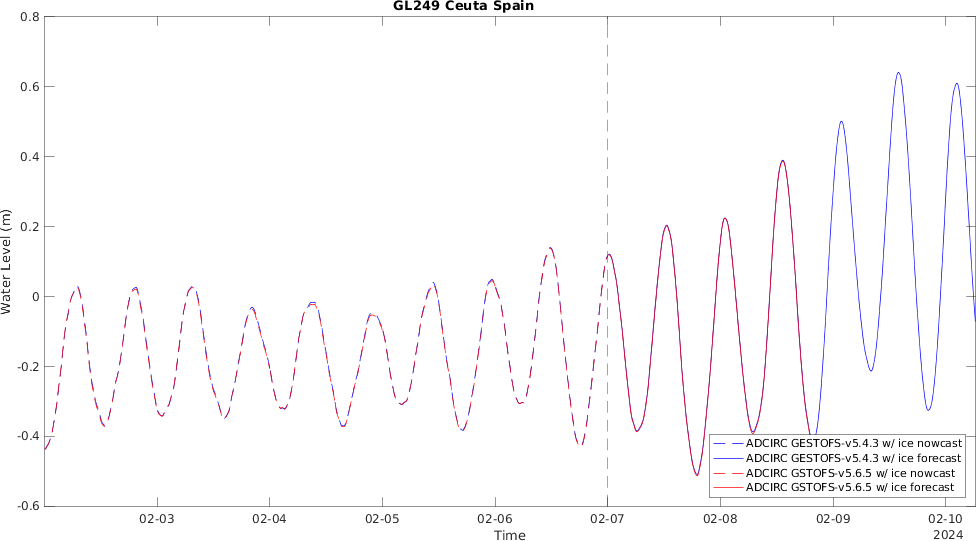 GL249 Ceuta Spain
0.8
0.6
0.4
0.2
0
-0.2
-0.4
-0.6
Water Level (m)
02-03
02-04
02-05
02-06
02-07
02-08
02-09
02-10
Time
2024
ADCIRC GESTOFS-v5.4.3 w/ ice nowcast
ADCIRC GESTOFS-v5.4.3 w/ ice forecast
ADCIRC GSTOFS-v5.6.5 w/ ice nowcast
ADCIRC GSTOFS-v5.6.5 w/ ice forecast